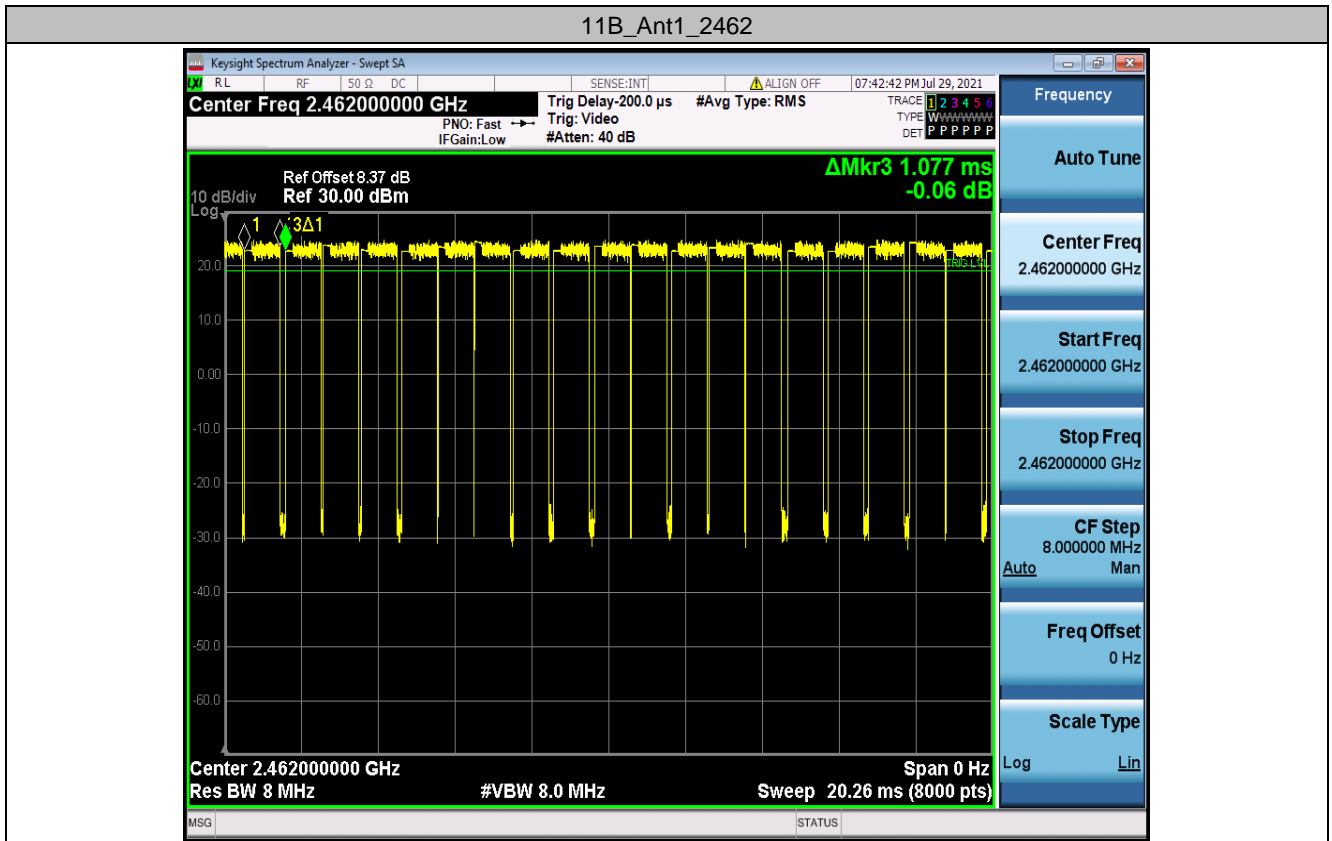 11B_Ant1_2462
Keysight Spectrum Analyzer - Swept SA
LXI RL RF 50 Ω DC SENSE:INT ALIGN OFF 07:42:42 PM Jul 29, 2021
Center Freq 2.462000000 GHz
PNO: Fast
IFGain:Low
Trig Delay-200.0 µs
Trig: Video
#Atten: 40 dB
#Avg Type: RMS
TRACE 1 2 3 4 5 6
TYPE WWWWWW
DET P P P P P P
ΔMkr3 1.077 ms
-0.06 dB
Ref Offset 8.37 dB
10 dB/div Ref 30.00 dBm
Log
1 3Δ1
20.0
TRIG LVL
10.0
0.00
-10.0
-20.0
-30.0
-40.0
-50.0
-60.0
Center 2.462000000 GHz Span 0 Hz
Res BW 8 MHz #VBW 8.0 MHz Sweep 20.26 ms (8000 pts)
MSG STATUS
Frequency
Auto Tune
Center Freq
2.462000000 GHz
Start Freq
2.462000000 GHz
Stop Freq
2.462000000 GHz
CF Step
8.000000 MHz
Auto Man
Freq Offset
0 Hz
Scale Type
Log Lin